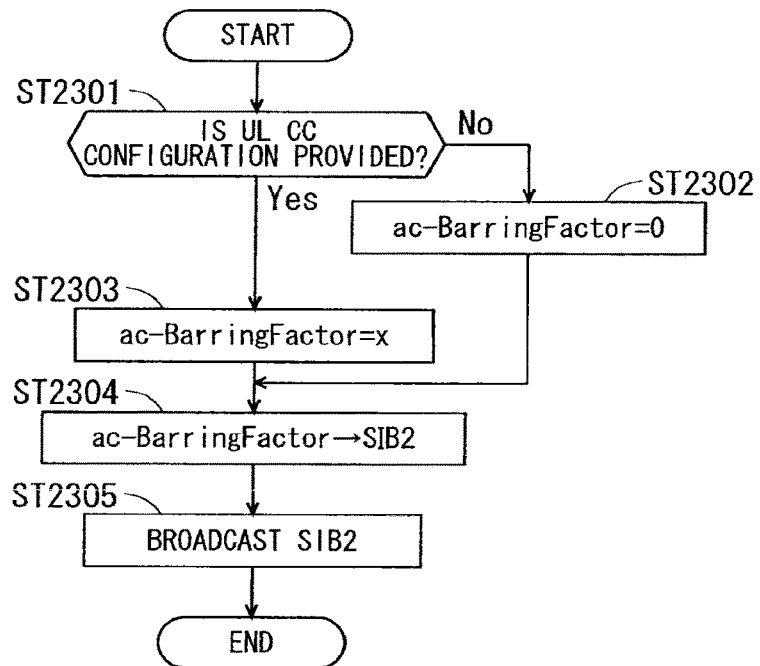 START
ST2301
IS UL CC
CONFIGURATION PROVIDED?
No
Yes
ST2302
ac-BarringFactor=0
ST2303
ac-BarringFactor=x
ST2304
ac-BarringFactor→SIB2
ST2305
BROADCAST SIB2
END